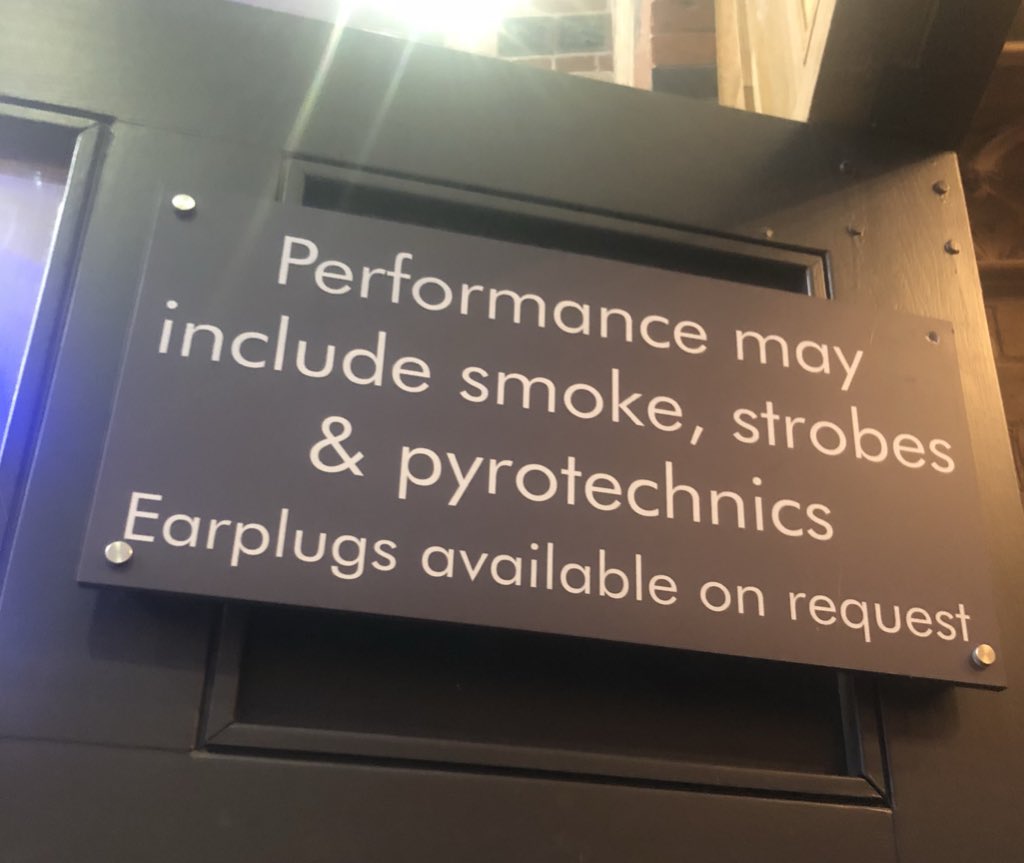 Performance may
include smoke, strobes
& pyrotechnics
Earplugs available on request